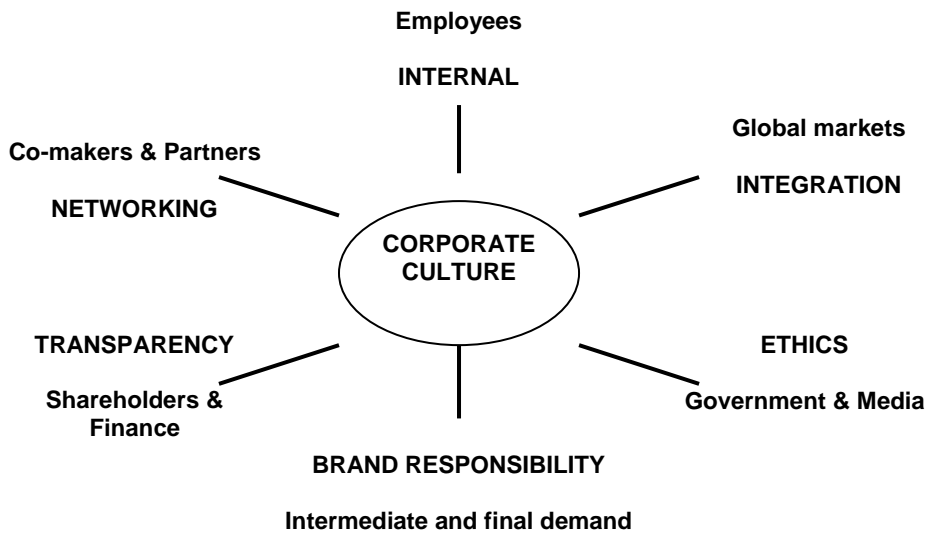 Employees
INTERNAL
Global markets
Co-makers & Partners
INTEGRATION
NETWORKING
CORPORATE
CULTURE
TRANSPARENCY
ETHICS
Shareholders &
Finance
Government & Media
BRAND RESPONSIBILITY
Intermediate and final demand